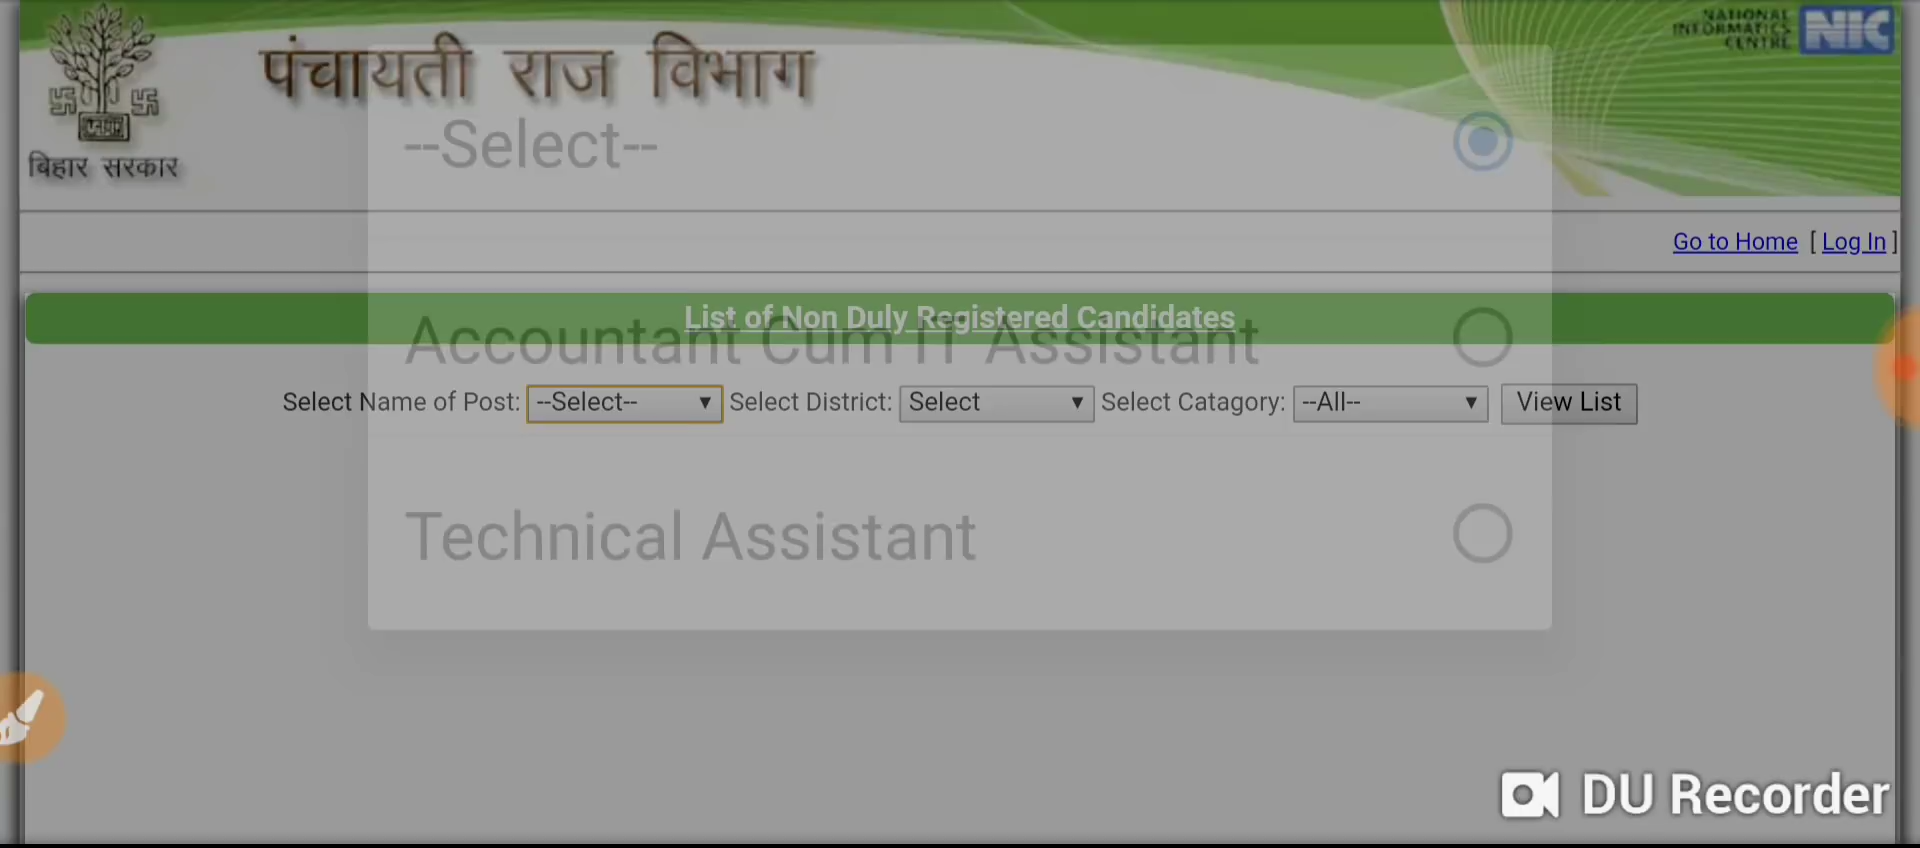 पंचायती राज विभाग
NATIONAL
INFORMATICS
CENTRE
NIC
बिहार सरकार
--Select--
Go to Home [ Log In ]
List of Non Duly Registered Candidates
Accountant Cum IT Assistant
Select Name of Post: --Select-- Select District: Select Select Catagory: --All-- View List
Technical Assistant
DU Recorder